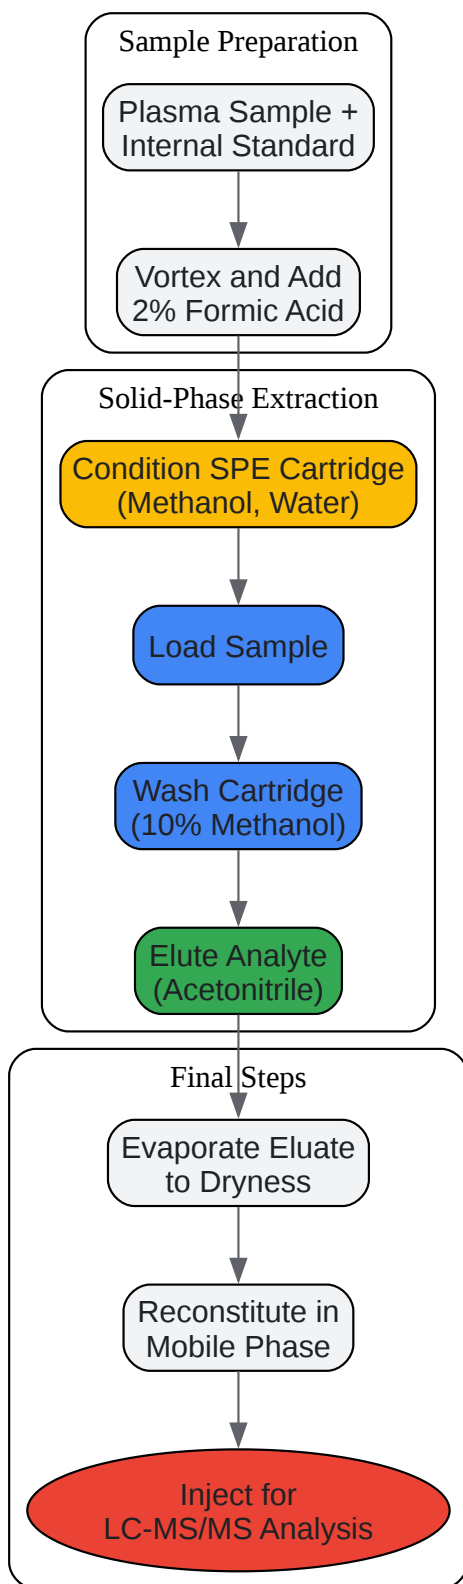 Sample Preparation
Plasma Sample +
Internal Standard
Vortex and Add
2% Formic Acid
Solid-Phase Extraction
Condition SPE Cartridge
(Methanol, Water)
Load Sample
Wash Cartridge
(10% Methanol)
Elute Analyte
(Acetonitrile)
Final Steps
Evaporate Eluate
to Dryness
Reconstitute in
Mobile Phase
Inject for
LC-MS/MS Analysis